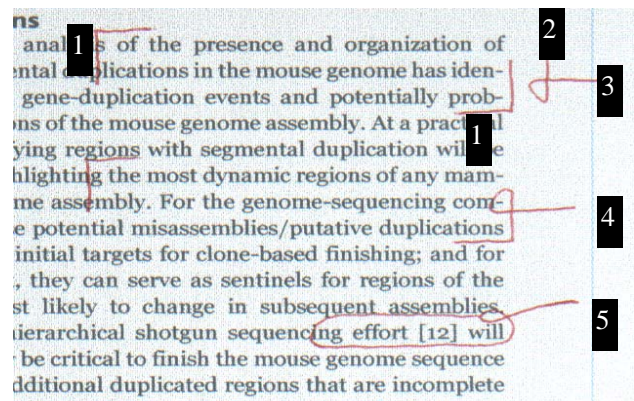 ns
2
1
analysis of the presence and organization of
ental duplications in the mouse genome has iden-
3
gene-duplication events and potentially prob-
ons of the mouse genome assembly. At a practical
1
ying regions with segmental duplication will be
hlighting the most dynamic regions of any mam-
me assembly. For the genome-sequencing com-
4
e potential misassemblies/putative duplications
initial targets for clone-based finishing; and for
, they can serve as sentinels for regions of the
st likely to change in subsequent assemblies.
5
hierarchical shotgun sequencing effort [12] will
be critical to finish the mouse genome sequence
dditional duplicated regions that are incomplete